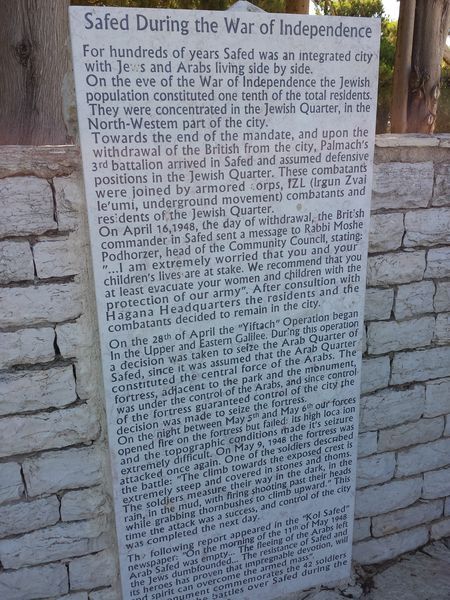 Safed During the War of Independence
For hundreds of years Safed was an integrated city
with Jews and Arabs living side by side.
On the eve of the War of Independence the Jewish
population constituted one tenth of the total residents.
They were concentrated in the Jewish Quarter, in the
North-Western part of the city.
Towards the end of the mandate, and upon the
withdrawal of the British from the city, Palmach's
3rd battalion arrived in Safed and assumed defensive
positions in the Jewish Quarter. These combatants
were joined by armored corps, IZL (Irgun Zvai
le'umi, underground movement) combatants and
residents of the Jewish Quarter.
On April 16,1948, the day of withdrawal, the British
commander in Safed sent a message to Rabbi Moshe
Podhorzer, head of the Community Council, stating:
"...I am extremely worried that you and your
children's lives are at stake. We recommend that you
at least evacuate your women and children with the
protection of our army". After consultation with
Hagana Headquarters the residents and the
combatants decided to remain in the city.
On the 28th of April the "Yiftach" Operation began
in the Upper and Eastern Galilee. During this operation
a decision was taken to seize the Arab Quarter of
Safed, since it was assumed that the Arab Quarter
constituted the central force of the Arabs. The
fortress, adjacent to the park and the monument,
was under the control of the Arabs, and since control
of the fortress guaranteed control of the city the
decision was made to seize the fortress.
On the night between May 5th and May 6th our forces
opened fire on the fortress but failed: its high location
and the topographic conditions made it's seizure
extremely difficult. On May 9, 1948 the fortress was
attacked once again. One of the soldiers described
the battle: "The climb towards the exposed crest is
extremely steep and covered in stones and thorns.
The soldiers measure their way in the dark, in the
rain, in the mud, with firing shooting past their heads
while grabbing thornbushes to climb upward." This
time the attack was a success, and control of the city
was completed the next day.
The following report appeared in the "Kol Safed"
newspaper: "On the morning of the 11th of May 1948
Arab Safed was empty... The fleeing of the Arabs left
the Jews dumbfounded... The resistance of Safed and
its heroes has proven that impregnable devotion, will
and spirit can overcome the armed mass".
monument commemorates the 42 soldiers
battles over Safed during the